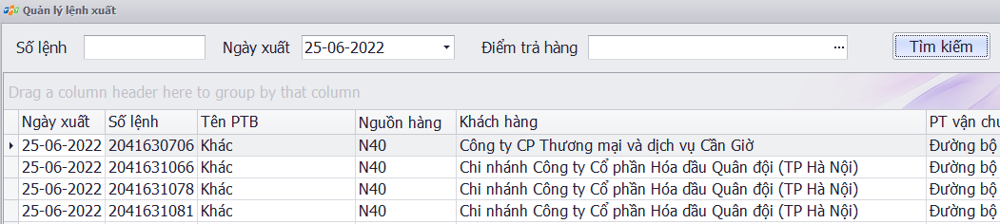 Quản lý lệnh xuất
Số lệnh Ngày xuất 25-06-2022 Điểm trả hàng ... Tìm kiếm
Drag a column header here to group by that column
Ngày xuất Số lệnh Tên PTB Nguồn hàng Khách hàng PT vận chu
25-06-2022 2041630706 Khác N40 Công ty CP Thương mại và dịch vụ Cần Giờ Đường bộ
25-06-2022 2041631066 Khác N40 Chi nhánh Công ty Cổ phần Hóa dầu Quân đội (TP Hà Nội) Đường bộ
25-06-2022 2041631078 Khác N40 Chi nhánh Công ty Cổ phần Hóa dầu Quân đội (TP Hà Nội) Đường bộ
25-06-2022 2041631081 Khác N40 Chi nhánh Công ty Cổ phần Hóa dầu Quân đội (TP Hà Nội) Đường bộ